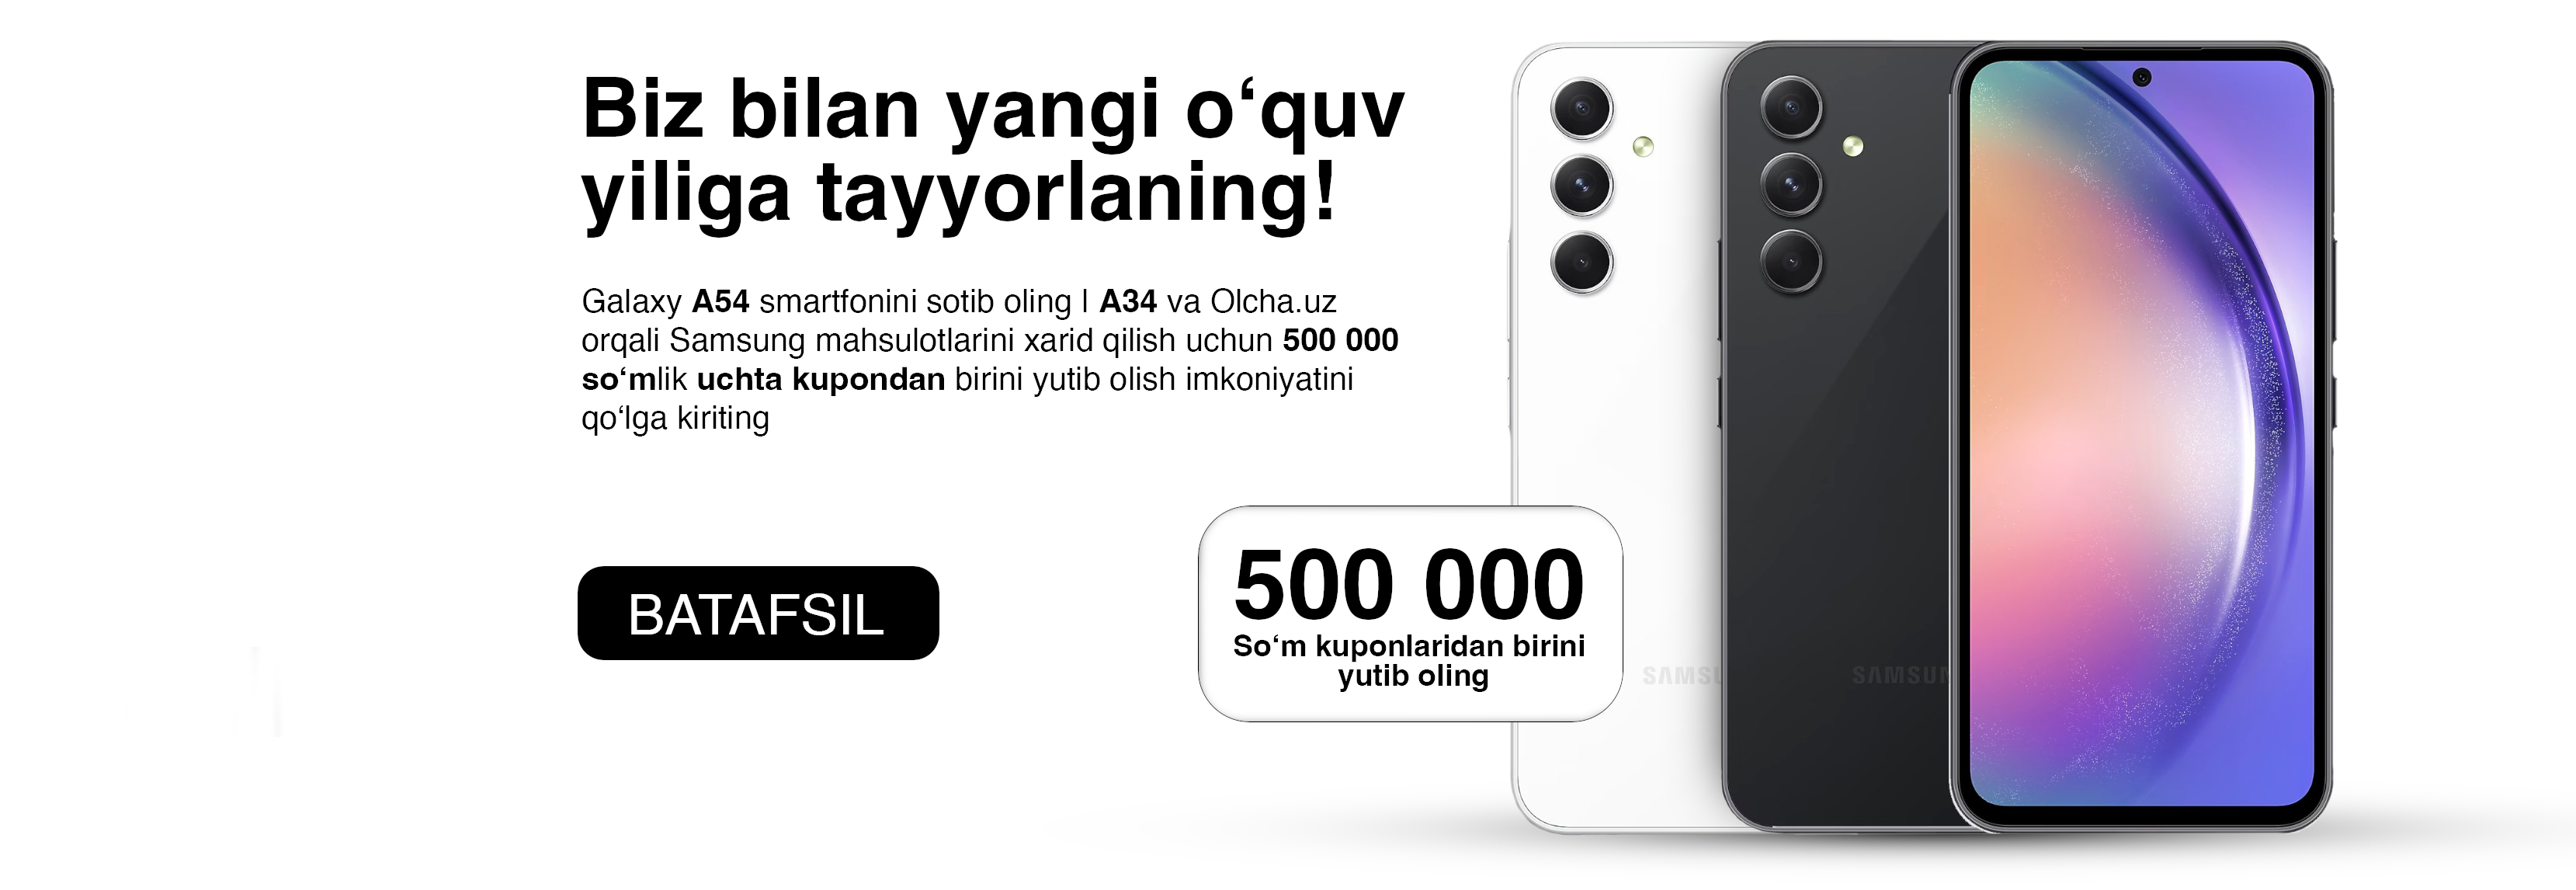 Biz bilan yangi o‘quv
yiliga tayyorlaning!
Galaxy A54 smartfonini sotib oling | A34 va Olcha.uz
orqali Samsung mahsulotlarini xarid qilish uchun 500 000
so‘mlik uchta kupondan birini yutib olish imkoniyatini
qo‘lga kiriting
BATAFSIL
500 000
So‘m kuponlaridan birini
yutib oling